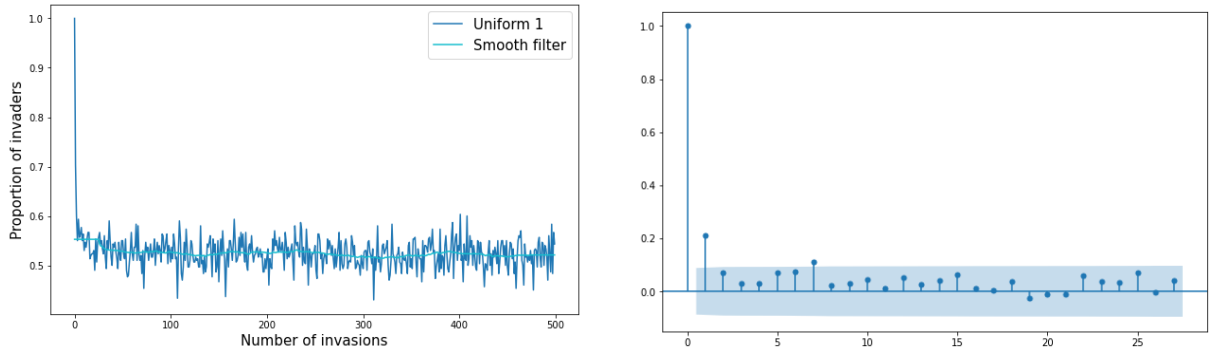 Proportion of invaders
1.0
0.9
0.8
0.7
0.6
0.5
Uniform 1
Smooth filter
0 100 200 300 400 500
Number of invasions
1.0
0.8
0.6
0.4
0.2
0.0
0 5 10 15 20 25